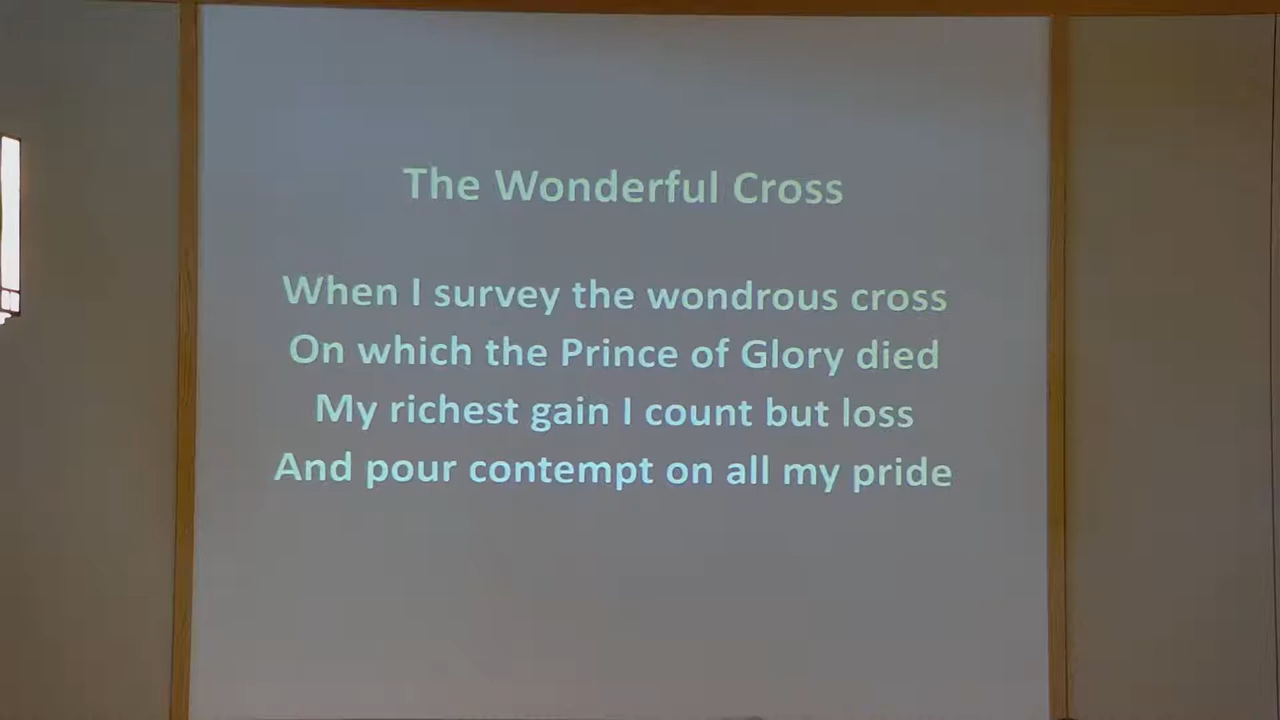 The Wonderful Cross
When I survey the wondrous cross
On which the Prince of Glory died
My richest gain I count but loss
And pour contempt on all my pride